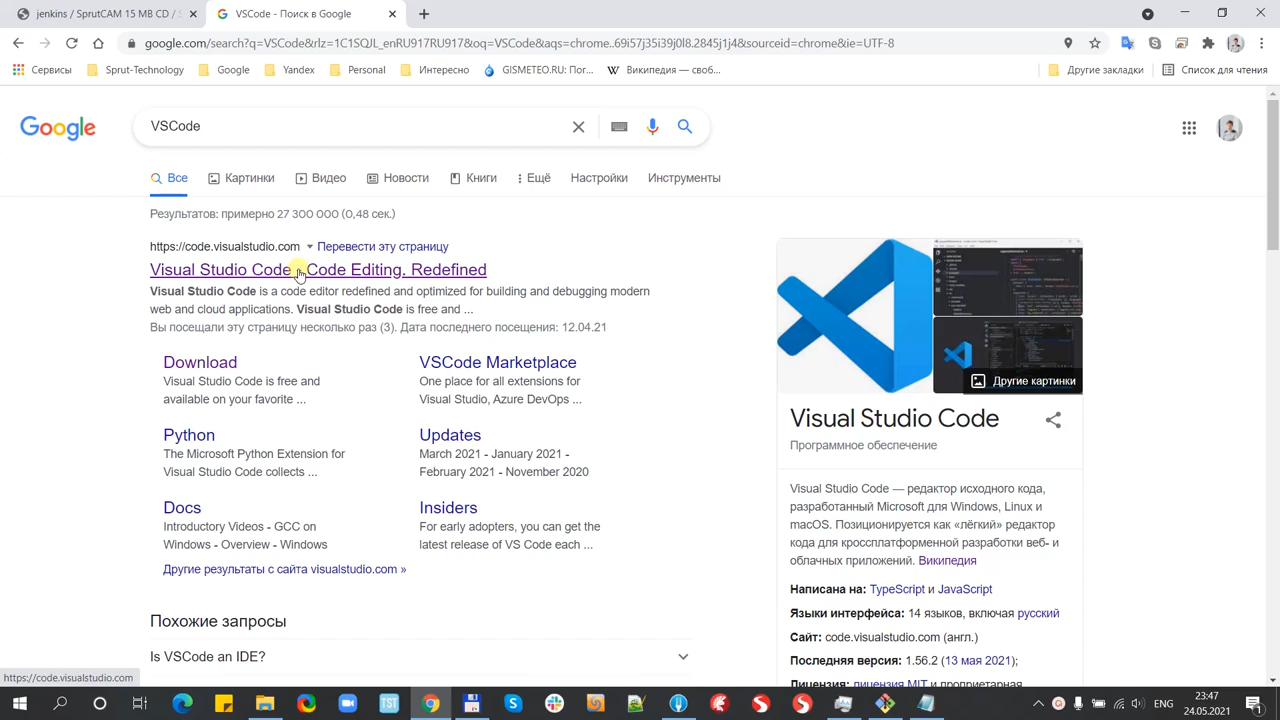 jenkins / SprutCAM 15 MB CD / S
VSCode - Поиск в Google
google.com/search?q=VSCode&rlz=1C1SQJL_enRU917RU917&oq=VSCode&aqs=chrome..69i57j35i39j0l8.2845j1j4&sourceid=chrome&ie=UTF-8
Сервисы Sprut-Technology Google Yandex Personal Интересно GISMETEO.RU: Пог... Википедия — своб... Другие закладки Список для чтения
Google
VSCode
Все Картинки Видео Новости Книги Ещё Настройки Инструменты
Результатов: примерно 27 300 000 (0,48 сек.)
https://code.visualstudio.com Перевести эту страницу
Visual Studio Code Code Editing. Redefined
Visual Studio Code is a code and optimized for building and debugging modern
web and cloud applications. Visual Studio Code is free and ...
Вы посещали эту страницу несколько раз (3). Дата последнего посещения: 12.04.21
Download
Visual Studio Code is free and
available on your favorite ...
VSCode Marketplace
One place for all extensions for
Visual Studio, Azure DevOps ...
Python
The Microsoft Python Extension for
Visual Studio Code collects ...
Updates
March 2021 - January 2021 -
February 2021 - November 2020
Docs
Introductory Videos - GCC on
Windows - Overview - Windows
Insiders
For early adopters, you can get the
latest release of VS Code each ...
Другие результаты с сайта visualstudio.com »
Похожие запросы
Is VSCode an IDE?
Другие картинки
Visual Studio Code
Программное обеспечение
Visual Studio Code — редактор исходного кода,
разработанный Microsoft для Windows, Linux и
macOS. Позиционируется как «лёгкий» редактор
кода для кроссплатформенной разработки веб- и
облачных приложений. Википедия
Написана на: TypeScript и JavaScript
Языки интерфейса: 14 языков, включая русский
Сайт: code.visualstudio.com (англ.)
Последняя версия: 1.56.2 (13 мая 2021);
Лицензия: лицензия MIT и проприетарная
https://code.visualstudio.com
IST
ENG
23:47
24.05.2021
1